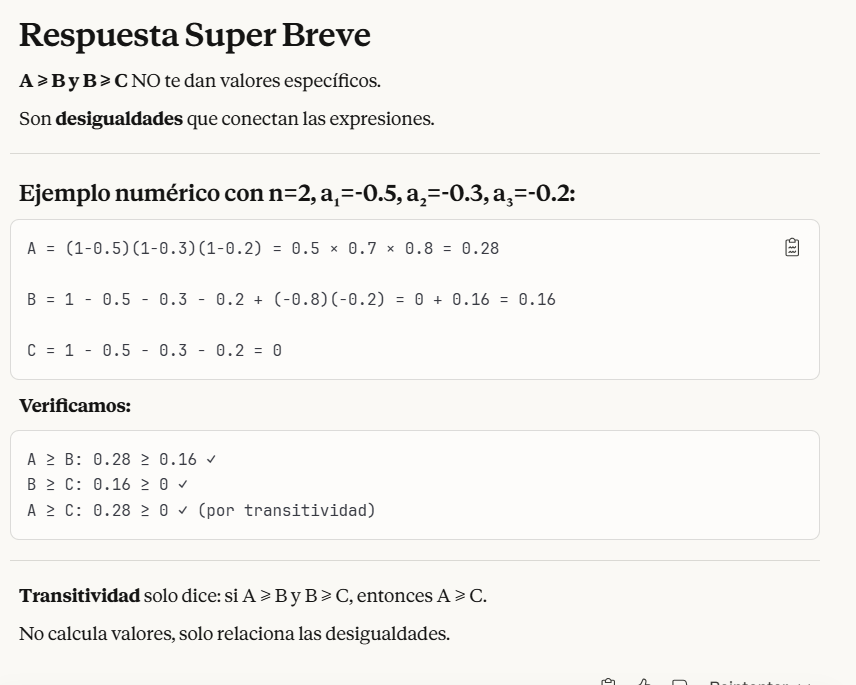 Respuesta Super Breve
A ⩾ B y B ⩾ C NO te dan valores específicos.
Son desigualdades que conectan las expresiones.
Ejemplo numérico con n=2, a₁=-0.5, a₂=-0.3, a₃=-0.2:
A = (1-0.5)(1-0.3)(1-0.2) = 0.5 × 0.7 × 0.8 = 0.28
B = 1 - 0.5 - 0.3 - 0.2 + (-0.8)(-0.2) = 0 + 0.16 = 0.16
C = 1 - 0.5 - 0.3 - 0.2 = 0
Verificamos:
A ≥ B: 0.28 ≥ 0.16 ✓
B ≥ C: 0.16 ≥ 0 ✓
A ≥ C: 0.28 ≥ 0 ✓ (por transitividad)
Transitividad solo dice: si A ⩾ B y B ⩾ C, entonces A ⩾ C.
No calcula valores, solo relaciona las desigualdades.